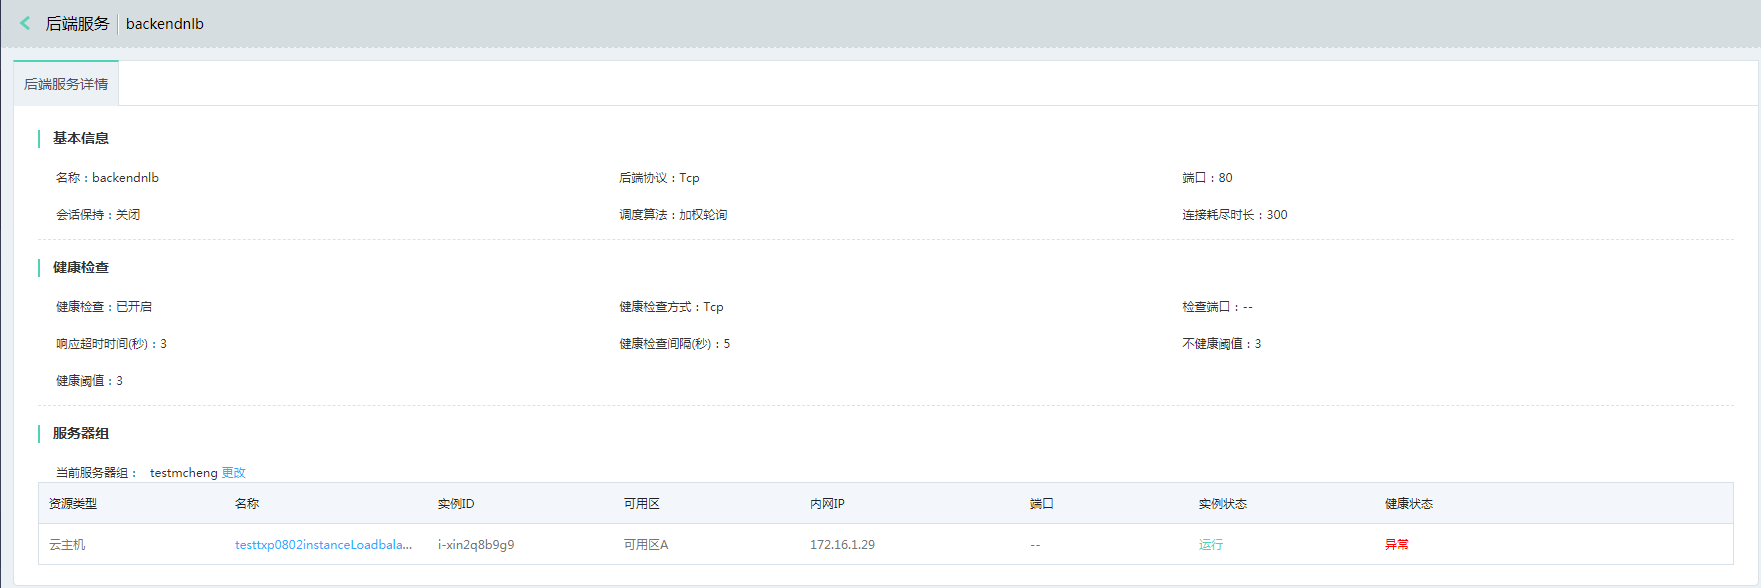 后端服务 backendnlb
后端服务详情
基本信息
名称：backendnlb 后端协议：Tcp 端口：80
会话保持：关闭 调度算法：加权轮询 连接耗尽时长：300
健康检查
健康检查：已开启 健康检查方式：Tcp 检查端口：--
响应超时时间(秒)：3 健康检查间隔(秒)：5 不健康阈值：3
健康阈值：3
服务器组
当前服务器组： testmcheng 更改
资源类型 名称 实例ID 可用区 内网IP 端口 实例状态 健康状态
云主机 testtxp0802instanceLoadbala... i-xin2q8b9g9 可用区A 172.16.1.29 -- 运行 异常